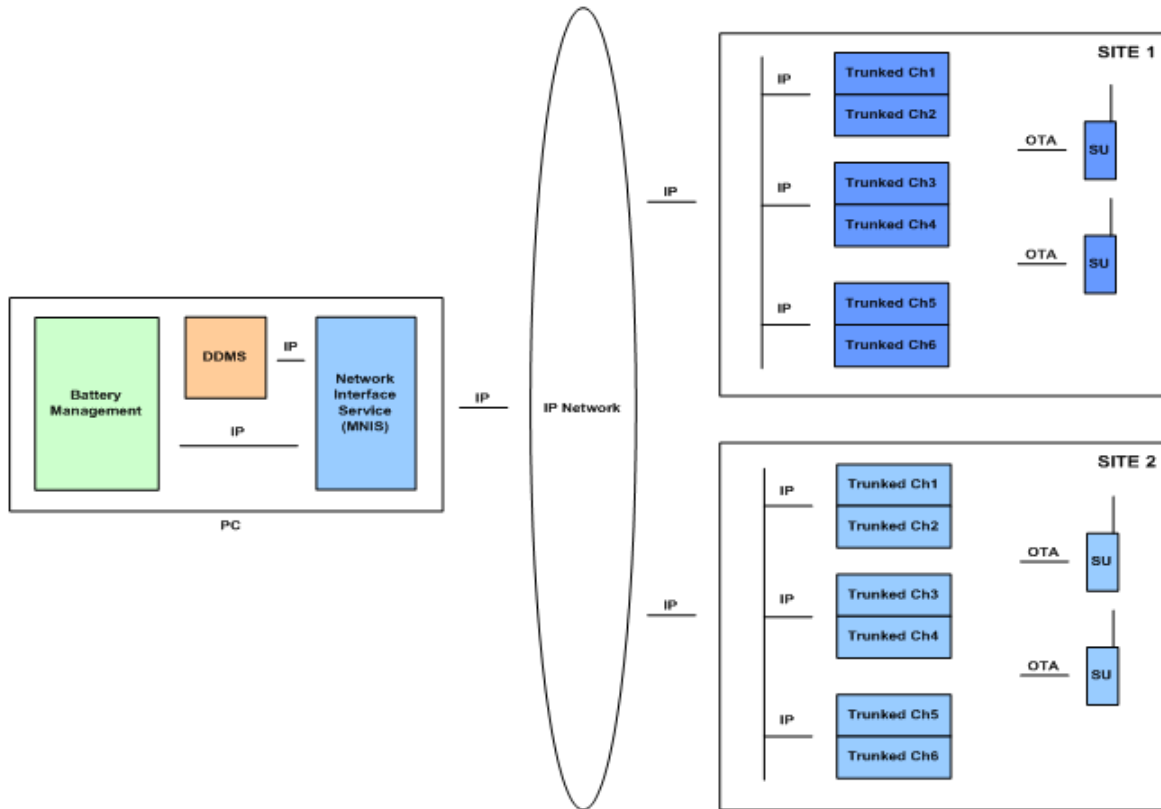 SITE 1
IP
Trunked Ch1
Trunked Ch2
OTA
SU
IP
Trunked Ch3
Trunked Ch4
OTA
SU
IP
Trunked Ch5
Trunked Ch6
IP
Battery
Management
DDMS
IP
Network
Interface
Service
(MNIS)
IP
PC
IP
IP Network
IP
SITE 2
IP
Trunked Ch1
Trunked Ch2
OTA
SU
IP
Trunked Ch3
Trunked Ch4
OTA
SU
IP
Trunked Ch5
Trunked Ch6